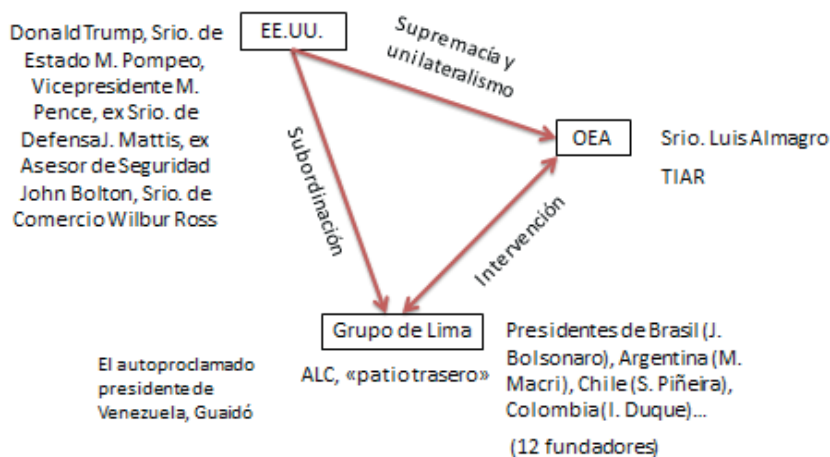 EE.UU.
Donald Trump, Srio. de
Estado M. Pompeo,
Vicepresidente M.
Pence, ex Srio. de
Defensa J. Mattis, ex
Asesor de Seguridad
John Bolton, Srio. de
Comercio Wilbur Ross
Supremacía y
unilateralismo
OEA
Srio. Luis Almagro
TIAR
Subordinación
Intervención
Grupo de Lima
ALC, «patio trasero»
El autoproclamado
presidente de
Venezuela, Guaidó
Presidentes de Brasil (J.
Bolsonaro), Argentina (M.
Macri), Chile (S. Piñeira),
Colombia (I. Duque)...
(12 fundadores)